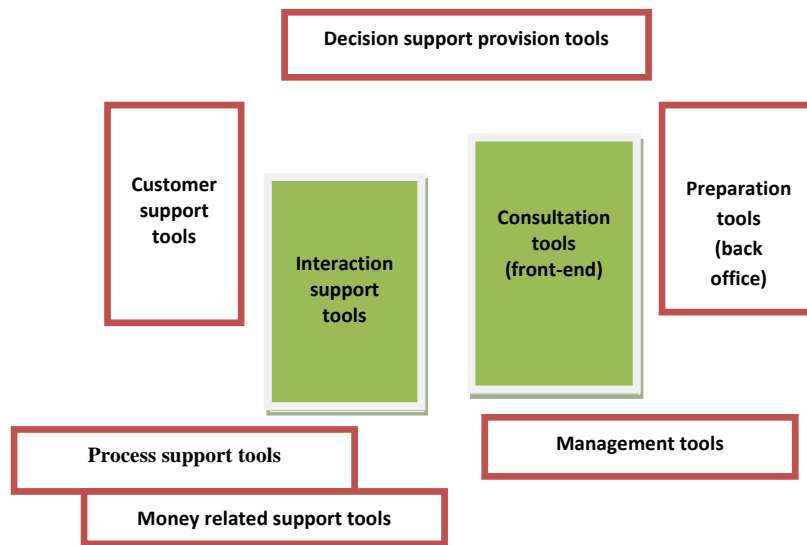 Decision support provision tools
Customer
support
tools
Interaction
support
tools
Consultation
tools
(front-end)
Preparation
tools
(back
office)
Process support tools
Management tools
Money related support tools